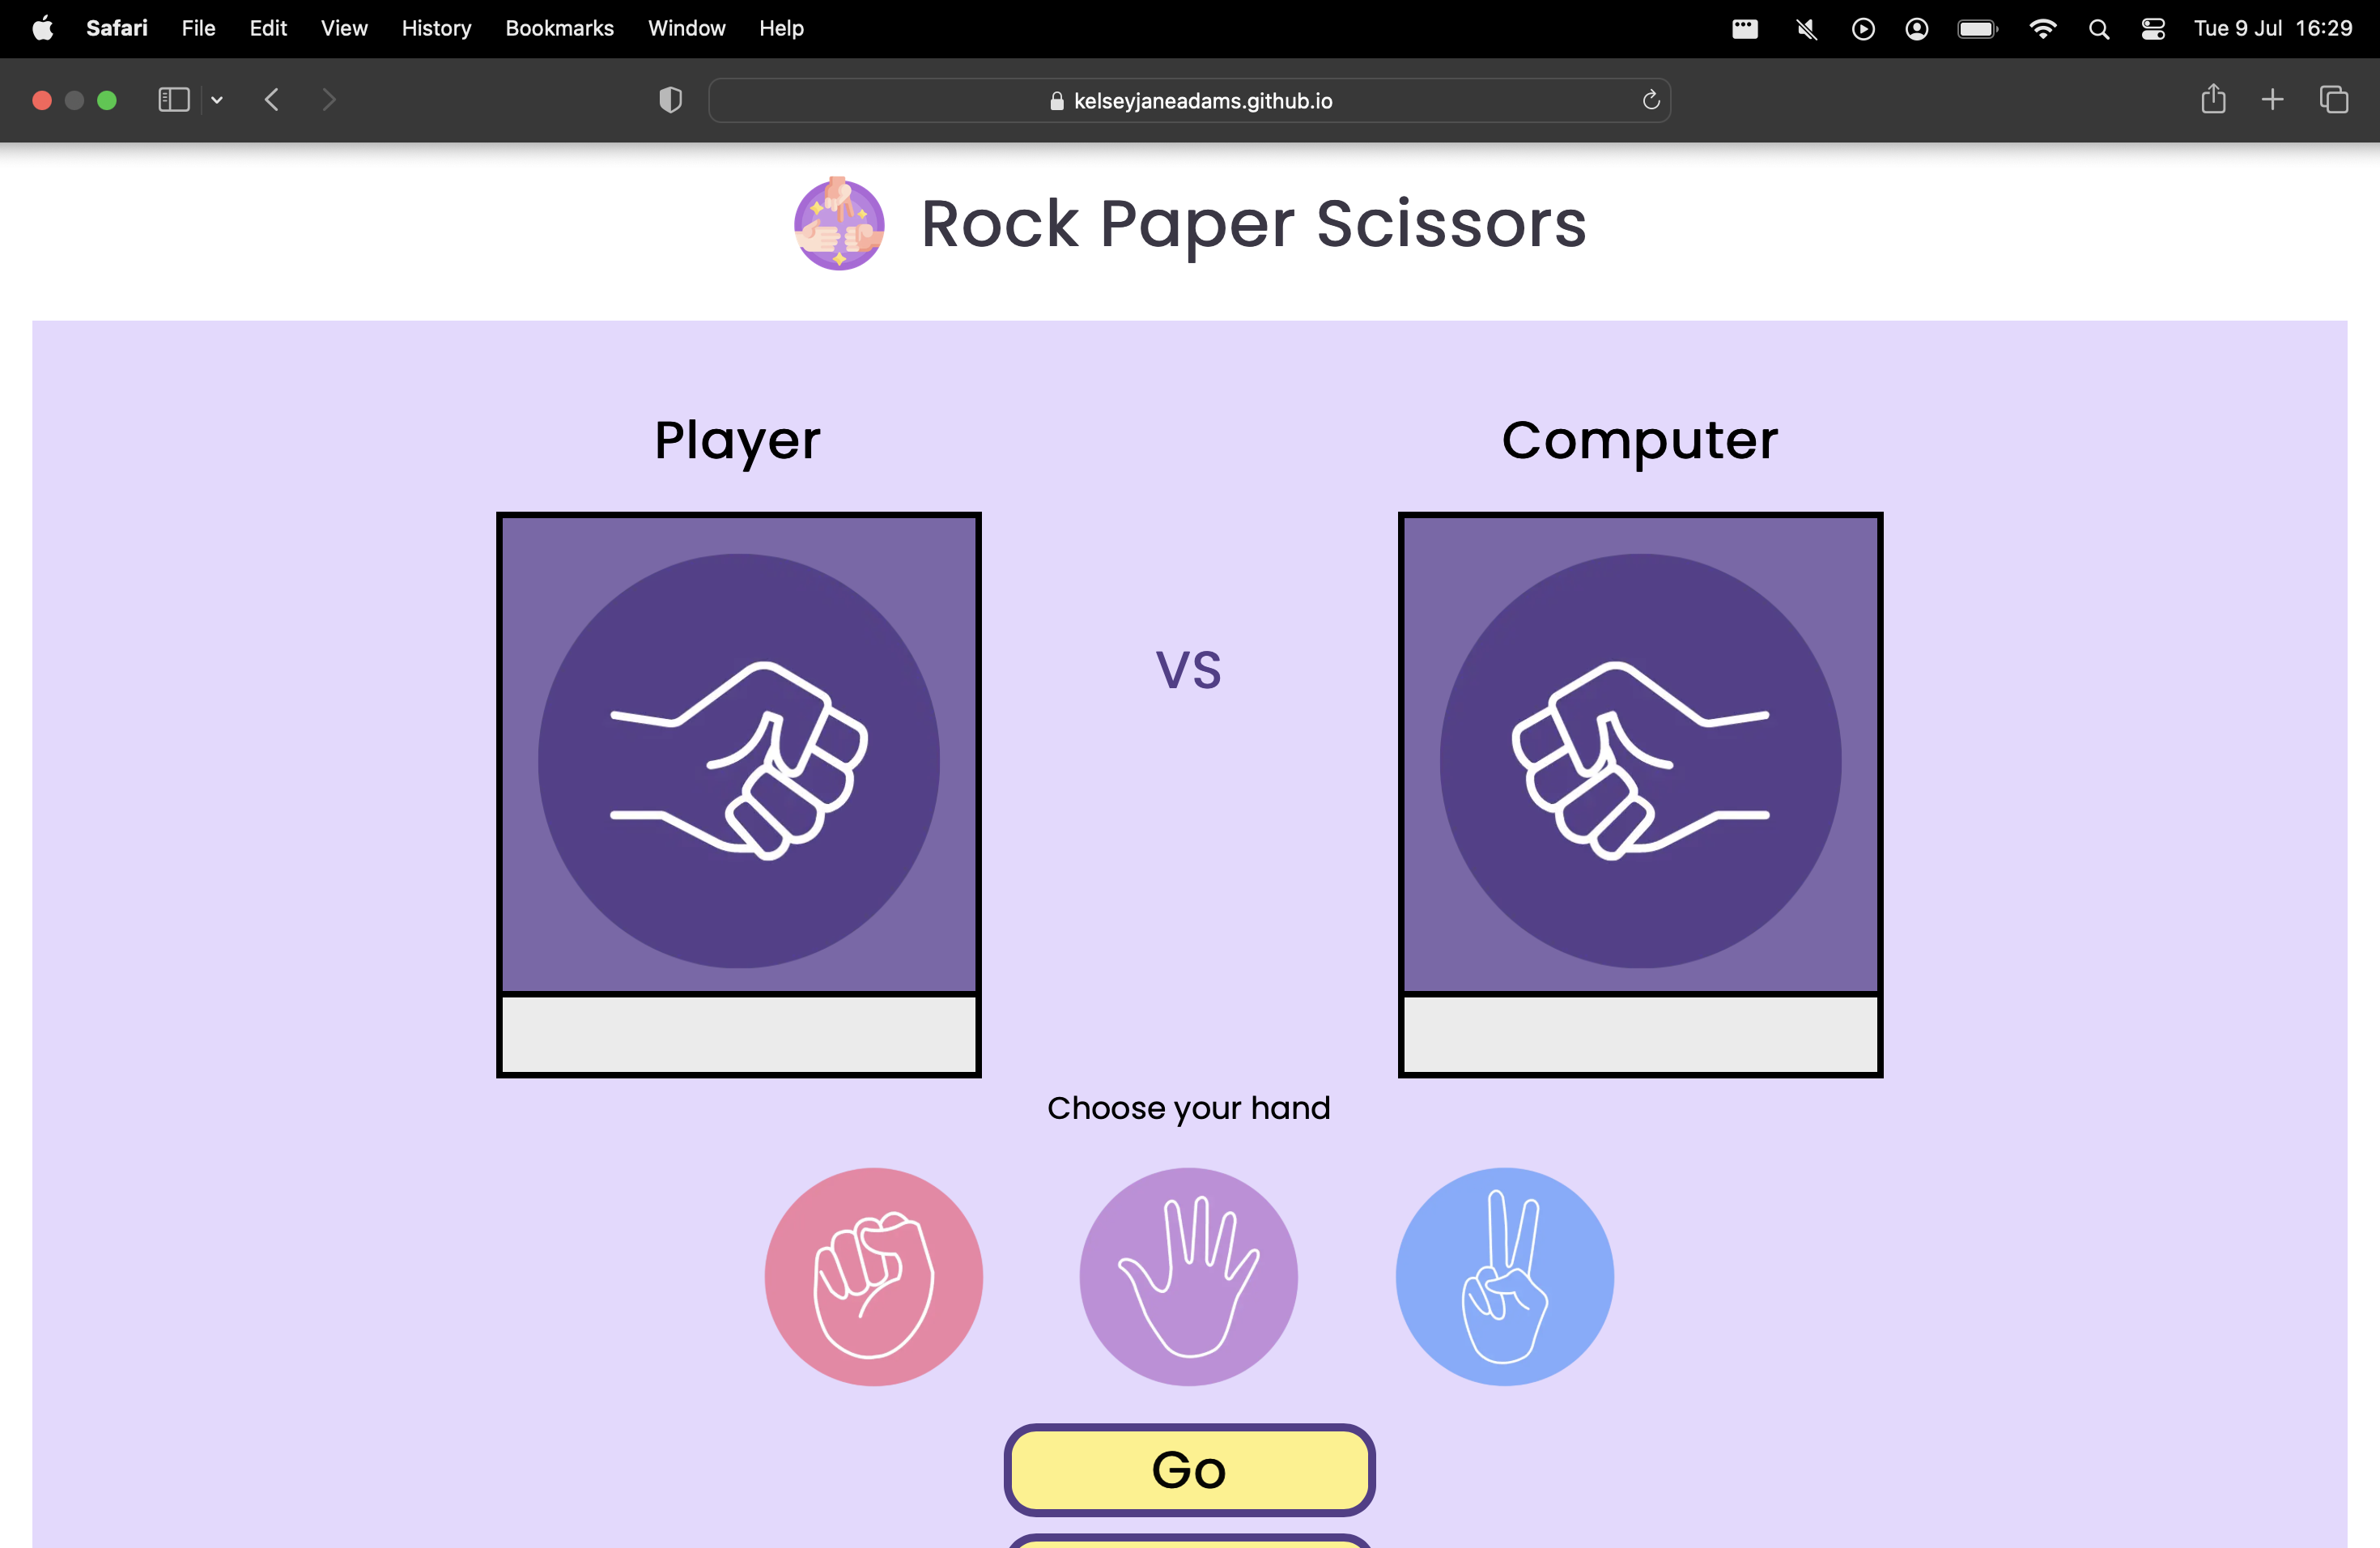 Safari File Edit View History Bookmarks Window Help Tue 9 Jul 16:29
kelseyjaneadams.github.io
Rock Paper Scissors
Player
Computer
vs
Choose your hand
Go